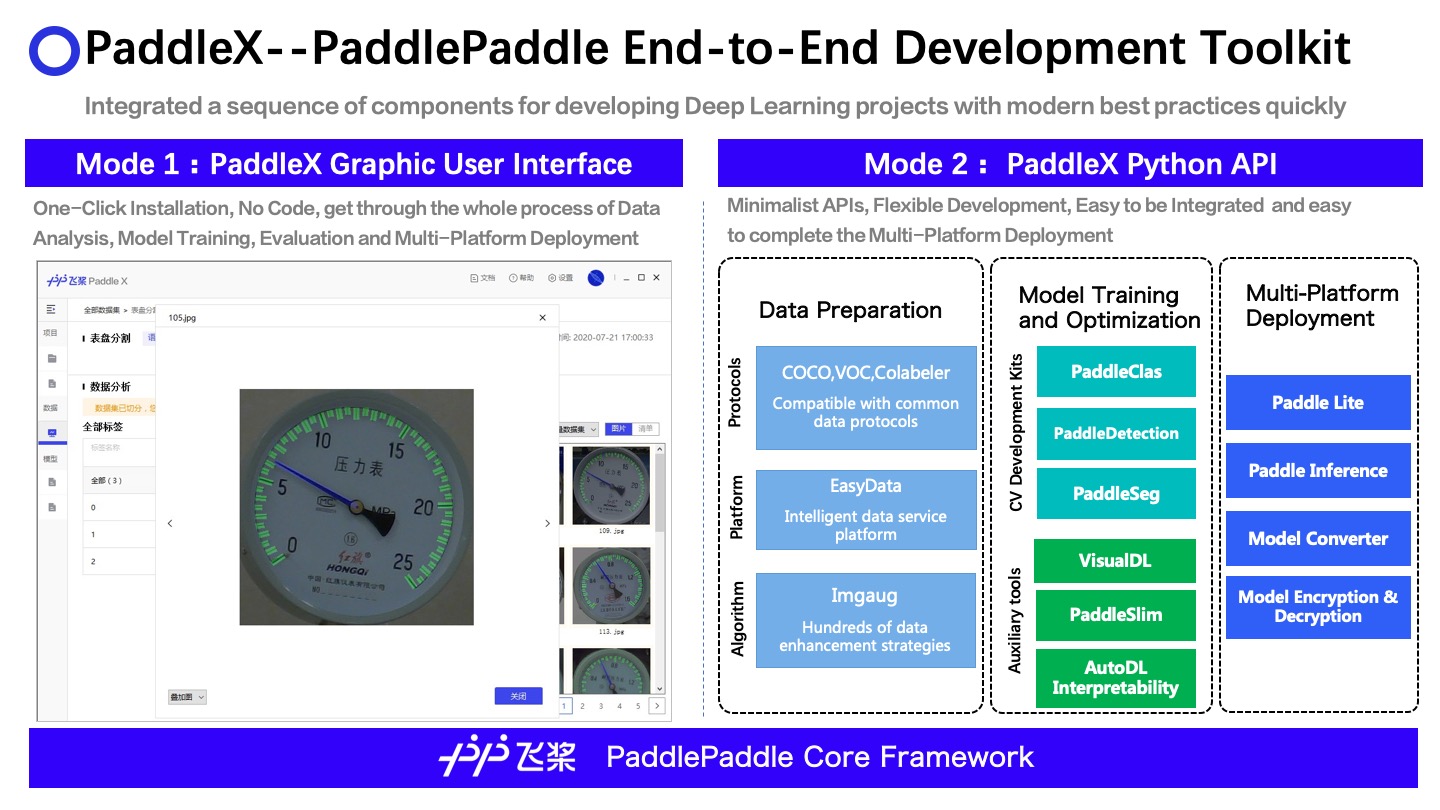 PaddleX--PaddlePaddle End-to-End Development Toolkit
Integrated a sequence of components for developing Deep Learning projects with modern best practices quickly
Mode 1：PaddleX Graphic User Interface
One-Click Installation, No Code, get through the whole process of Data
Analysis, Model Training, Evaluation and Multi-Platform Deployment
飞桨 Paddle X
文档
帮助
设置
全部数据集 > 表盘分
105.jpg
项目
表盘分割
语
时间: 2020-07-21 17:00:33
数据分析
数据
数据集已切分，您
全部标签
标签名称
模型
全部 ( 3 )
0
1
2
压力表
0
5
10
15
20
25
MPa
MC
18
红旗
HONGQI
数据集
图片
清单
109. jpg
113. jpg
叠加图
关闭
1 2 3 4 5
Mode 2： PaddleX Python API
Minimalist APIs, Flexible Development, Easy to be Integrated and easy
to complete the Multi-Platform Deployment
Data Preparation
Protocols
COCO,VOC,Colabeler
Compatible with common
data protocols
Platform
EasyData
Intelligent data service
platform
Algorithm
Imgaug
Hundreds of data
enhancement strategies
Model Training
and Optimization
CV Development Kits
PaddleClas
PaddleDetection
PaddleSeg
Auxiliary tools
VisualDL
PaddleSlim
AutoDL
Interpretability
Multi-Platform
Deployment
Paddle Lite
Paddle Inference
Model Converter
Model Encryption &
Decryption
飞桨 PaddlePaddle Core Framework